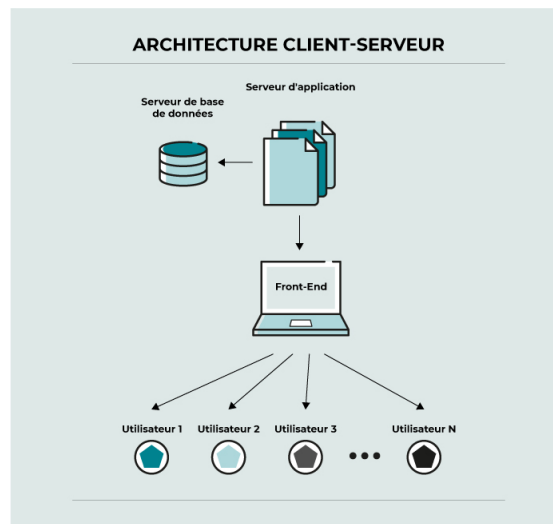 ARCHITECTURE CLIENT-SERVEUR
Serveur d'application
Serveur de base
de données
Front-End
Utilisateur 1
Utilisateur 2
Utilisateur 3
Utilisateur N